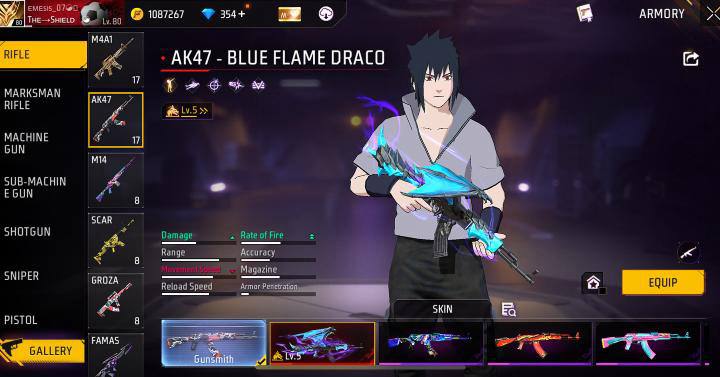 EMESIS_07
THE→SHIELD
LV. 80
80
1087267
354+
ARMORY
RIFLE
MARKSMAN
RIFLE
MACHINE
GUN
SUB-MACHIN
E GUN
SHOTGUN
SNIPER
PISTOL
GALLERY
M4A1
17
AK47
17
M14
8
SCAR
8
GROZA
8
FAMAS
AK47 - BLUE FLAME DRACO
Lv.5 >>
Damage
Rate of Fire
Range
Accuracy
Movement Speed
Magazine
Reload Speed
Armor Penetration
EQUIP
SKIN
Gunsmith
Lv.5